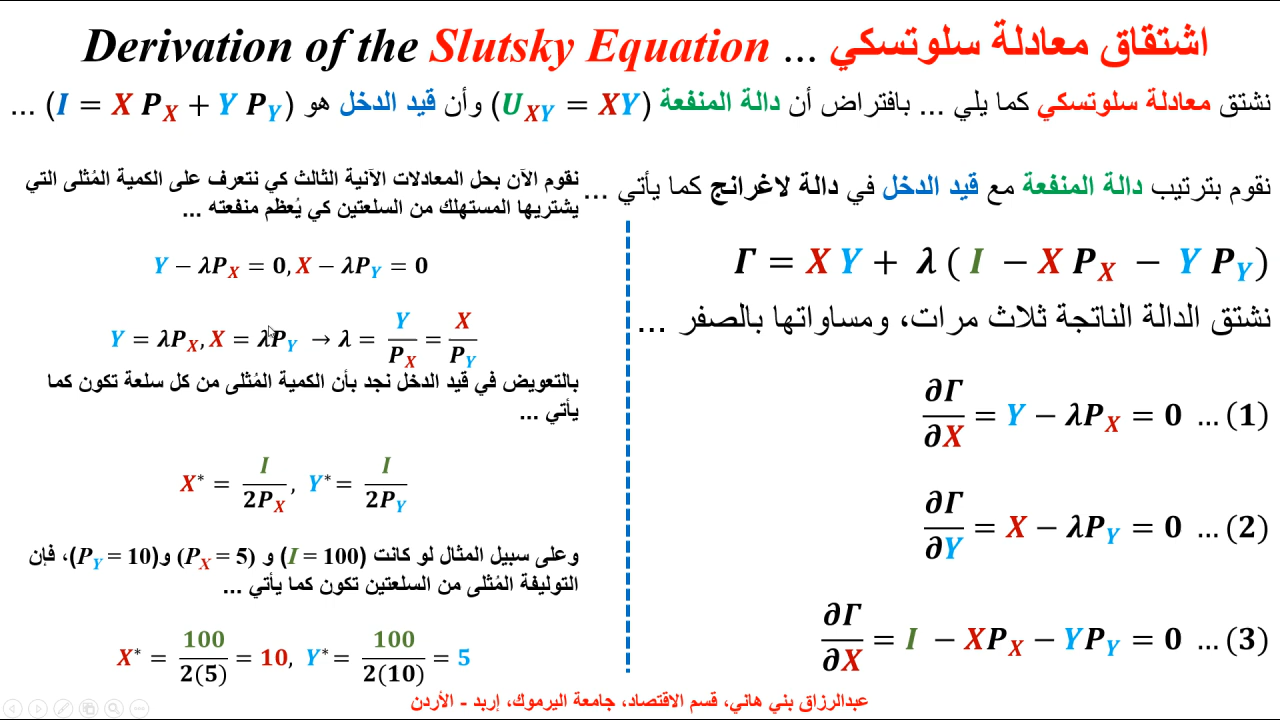 اشتقاق معادلة سلوتسكي ... Derivation of the Slutsky Equation
نشتق معادلة سلوتسكي كما يلي ... بافتراض أن دالة المنفعة (U_XY = XY) وأن قيد الدخل هو (I = X P_X + Y P_Y) ...
نقوم بترتيب دالة المنفعة مع قيد الدخل في دالة لاغرانج كما يأتي ...
Γ = X Y + λ ( I − X P_X − Y P_Y)
نشتق الدالة الناتجة ثلاث مرات، ومساواتها بالصفر ...
∂Γ/∂X = Y − λP_X = 0 ... (1)
∂Γ/∂Y = X − λP_Y = 0 ... (2)
∂Γ/∂X = I − XP_X − YP_Y = 0 ... (3)
نقوم الآن بحل المعادلات الآنية الثالث كي نتعرف على الكمية المُثلى التي
يشتريها المستهلك من السلعتين كي يُعظم منفعته ...
Y − λP_X = 0, X − λP_Y = 0
Y = λP_X, X = λP_Y → λ = Y/P_X = X/P_Y
بالتعويض في قيد الدخل نجد بأن الكمية المُثلى من كل سلعة تكون كما
يأتي ...
X* = I/2P_X, Y* = I/2P_Y
وعلى سبيل المثال لو كانت (I = 100) و (P_X = 5) و(P_Y = 10)، فإن
التوليفة المُثلى من السلعتين تكون كما يأتي ...
X* = 100/2(5) = 10, Y* = 100/2(10) = 5
عبدالرزاق بني هاني، قسم الاقتصاد، جامعة اليرموك، إربد - الأردن